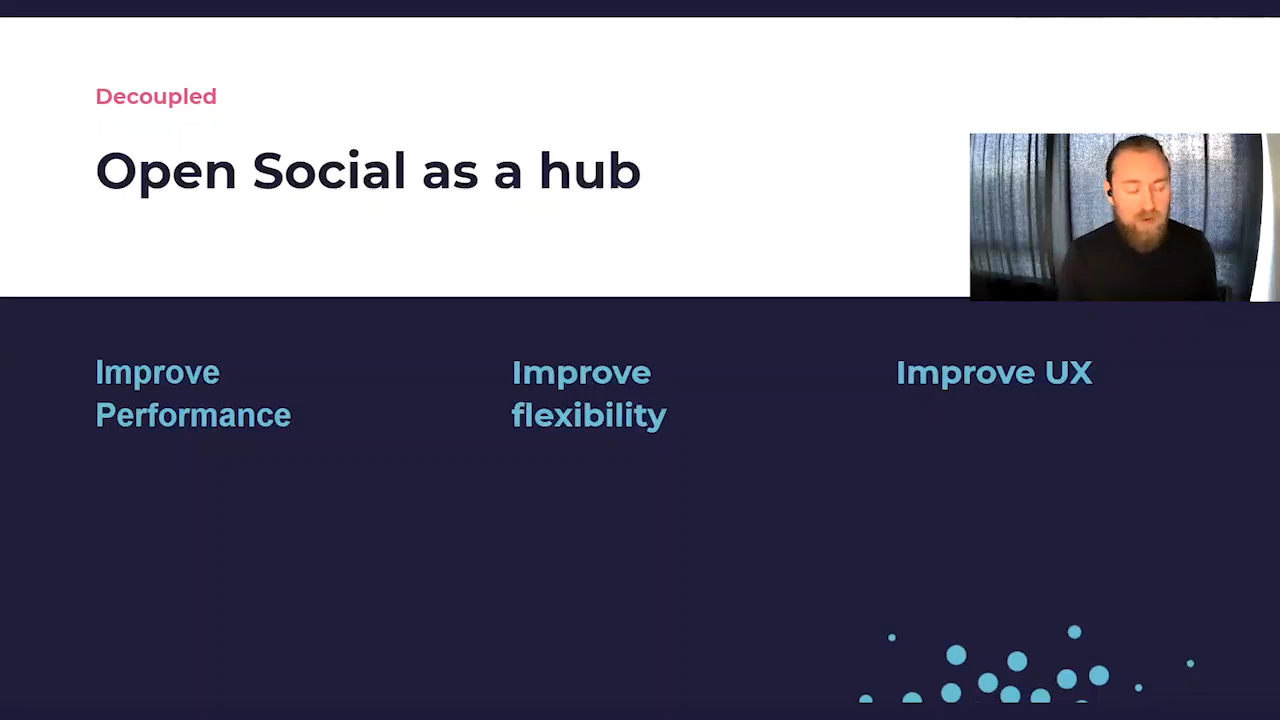 Decoupled
Open Social as a hub
Improve
Performance
Improve
flexibility
Improve UX